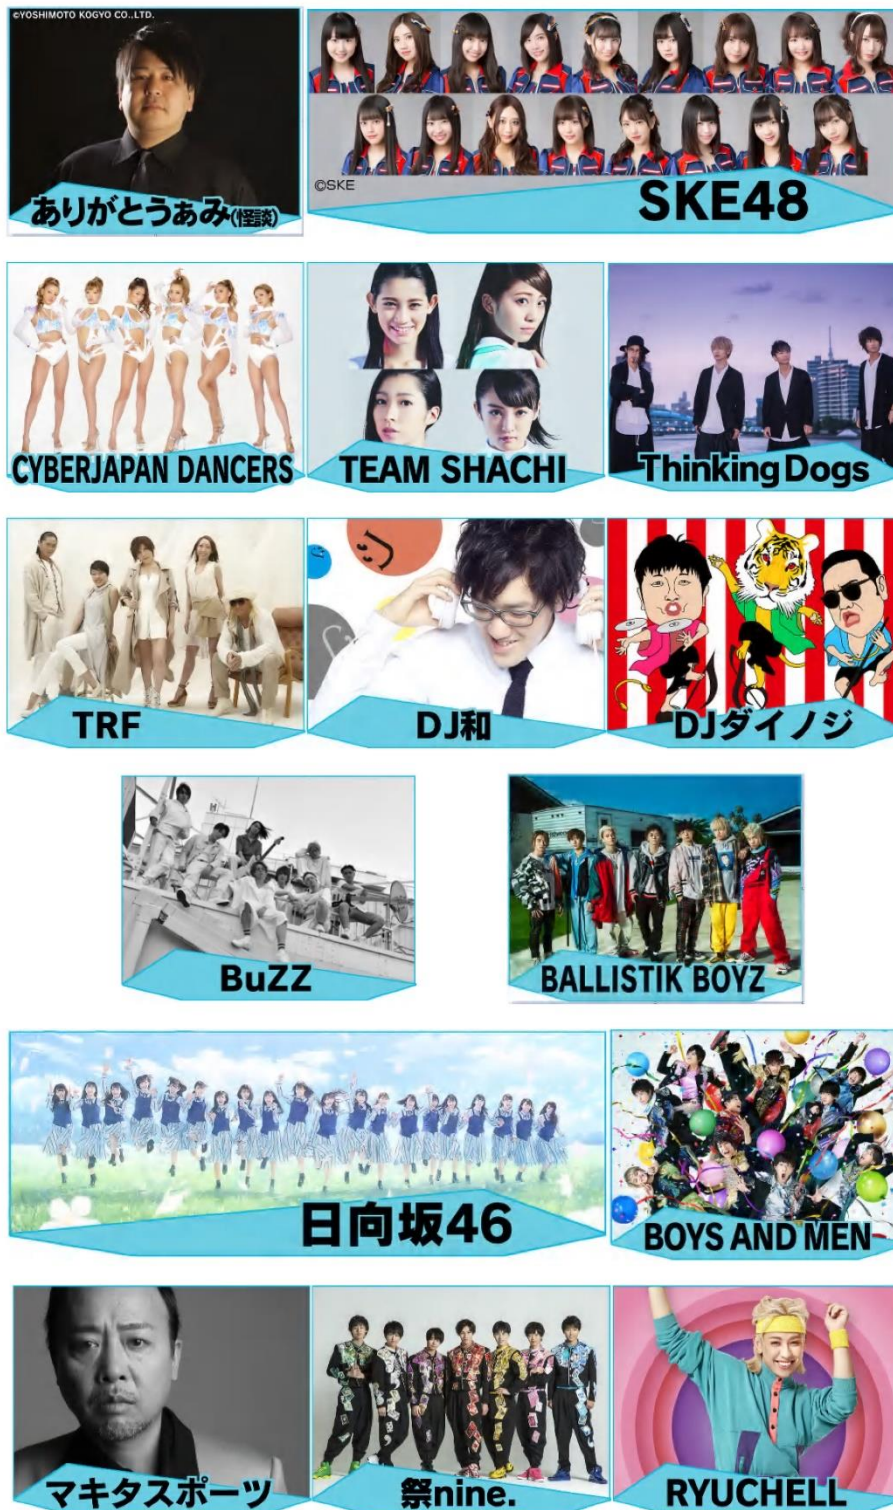 ©YOSHIMOTO KOGYO CO.,LTD.
ありがとうぁみ(怪談)
©SKE
SKE48
CYBERJAPAN DANCERS
TEAM SHACHI
Thinking Dogs
TRF
DJ和
DJダイノジ
BuZZ
BALLISTIK BOYZ
日向坂46
BOYS AND MEN
マキタスポーツ
祭nine.
RYUCHELL